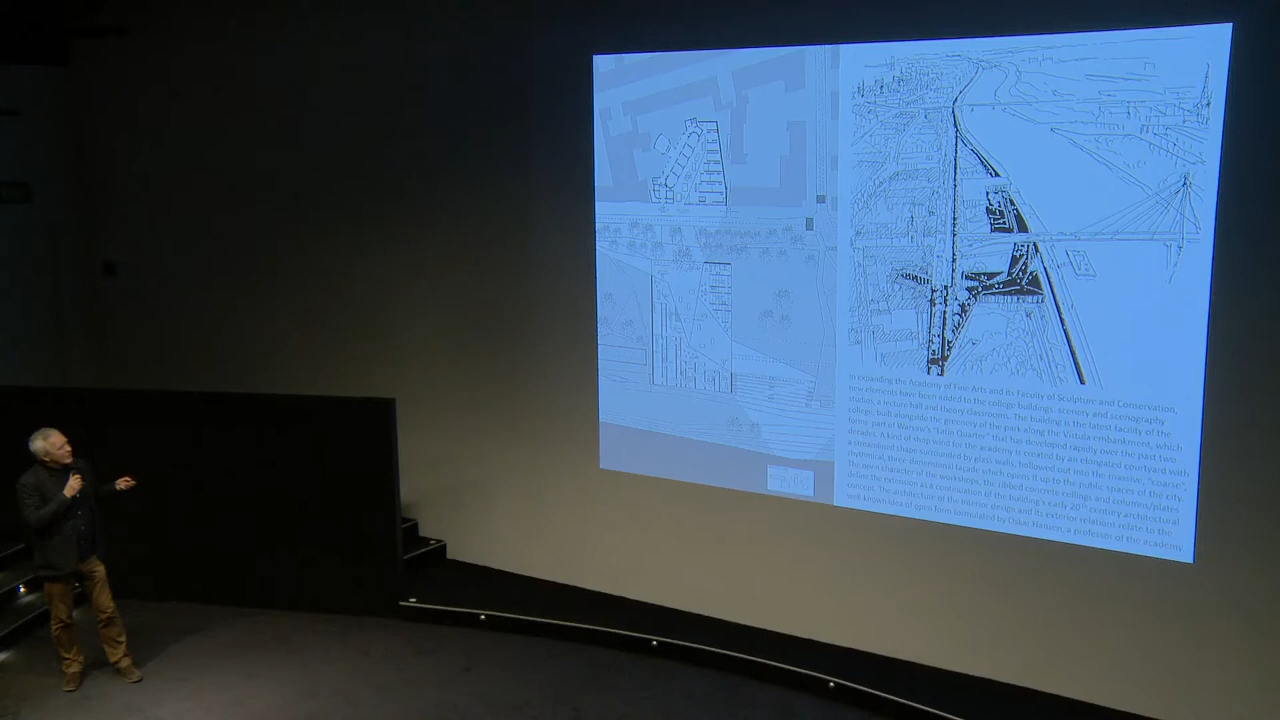 In expanding the Academy of Fine Arts and its Faculty of Sculpture and Conservation,
new elements have been added to the college buildings: scenery and scenography
studios, a lecture hall and theory classrooms. The building is the latest facility of the
college, built alongside the greenery of the park along the Vistula embankment, which
forms part of Warsaw's "Latin Quarter" that has developed rapidly over the past two
decades. A kind of shop wind for the academy is created by an elongated courtyard with
a streamlined shape surrounded by glass walls, hollowed out into the massive, "coarse",
rhythmical, three-dimensional façade which opens it up to the public spaces of the city.
The open character of the workshops, the ribbed concrete ceilings and columns/plates
define the extension as a continuation of the building's early 20th century architectural
concept. The architecture of the interior design and its exterior relations relate to the
well-known idea of open form formulated by Oskar Hansen, a professor of the academy.